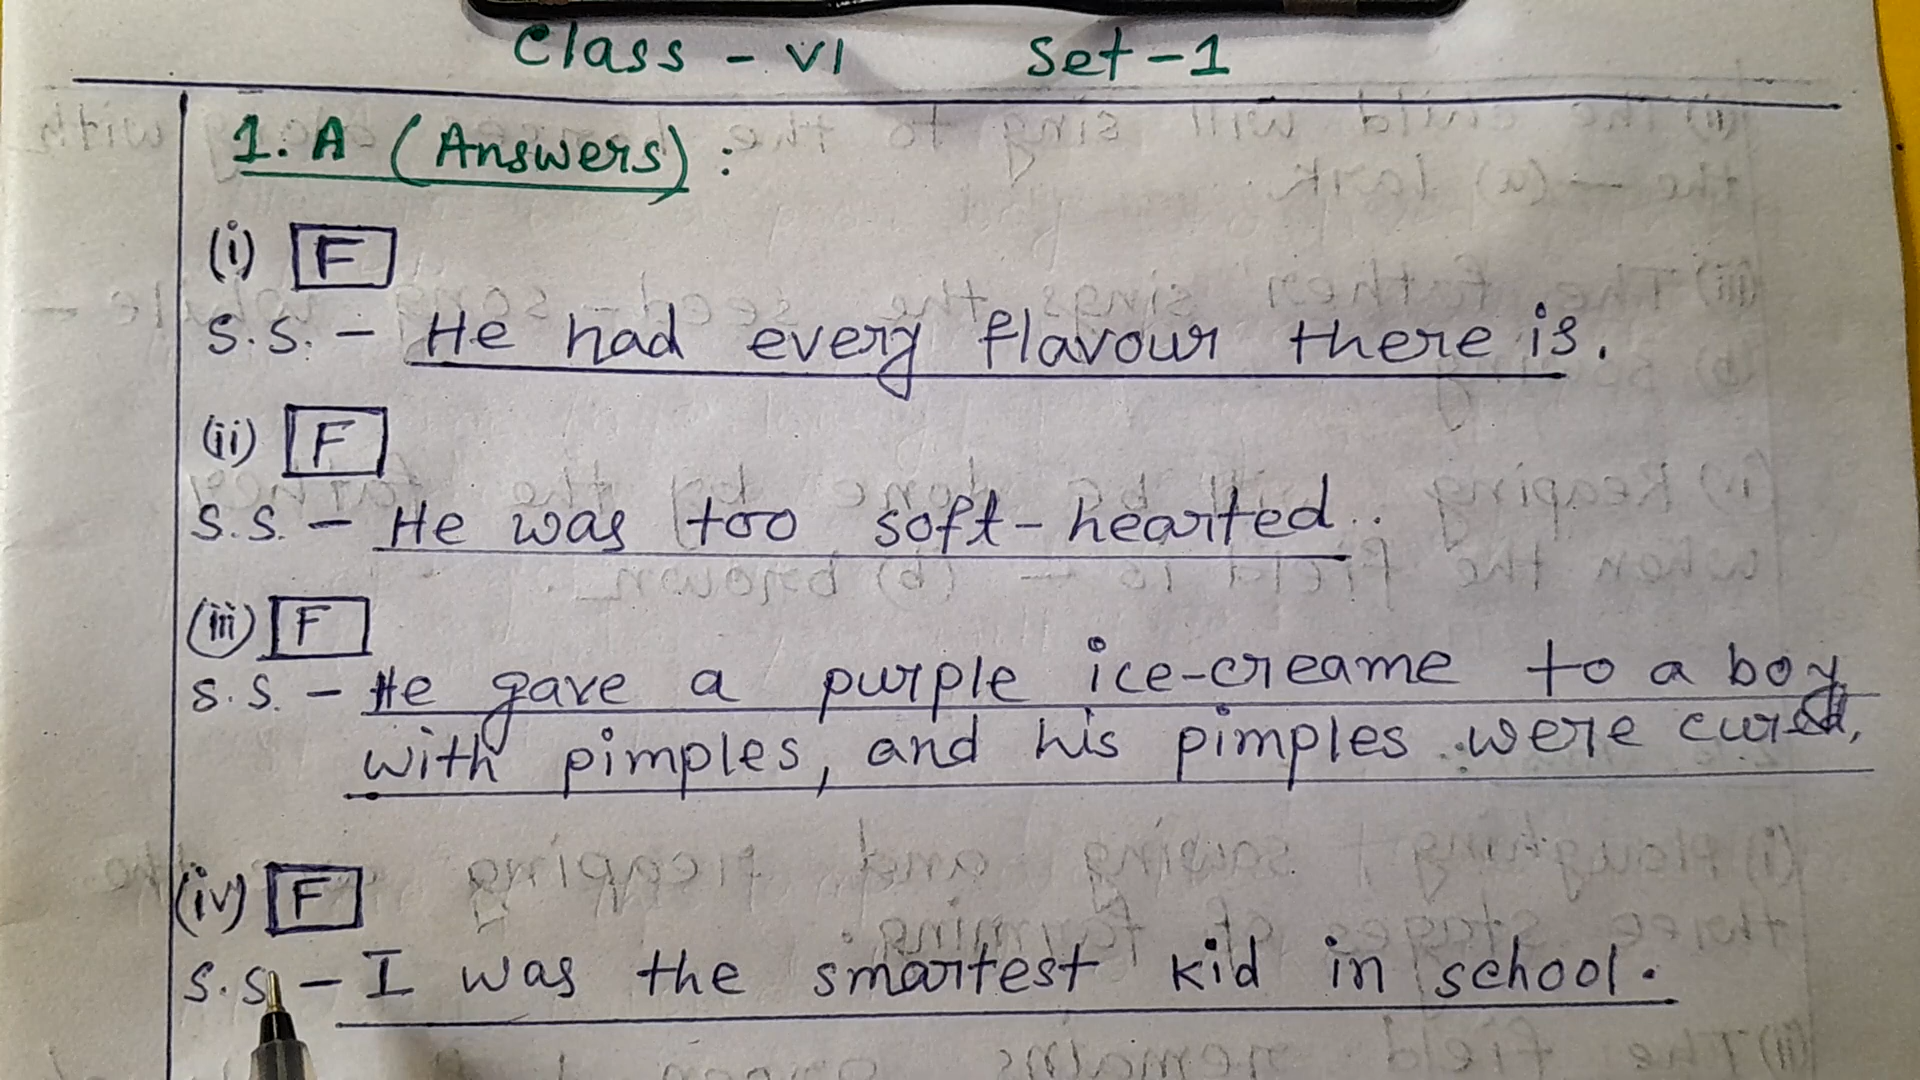 Class - VI Set-1
1. A (Answers) :
(i) F
S.S. - He had every flavour there is.
(ii) F
S.S. - He was too soft-hearted.
(iii) F
S.S. - He gave a purple ice-creame to a boy
with pimples, and his pimples were cured.
(iv) F
S.S. - I was the smartest kid in school.